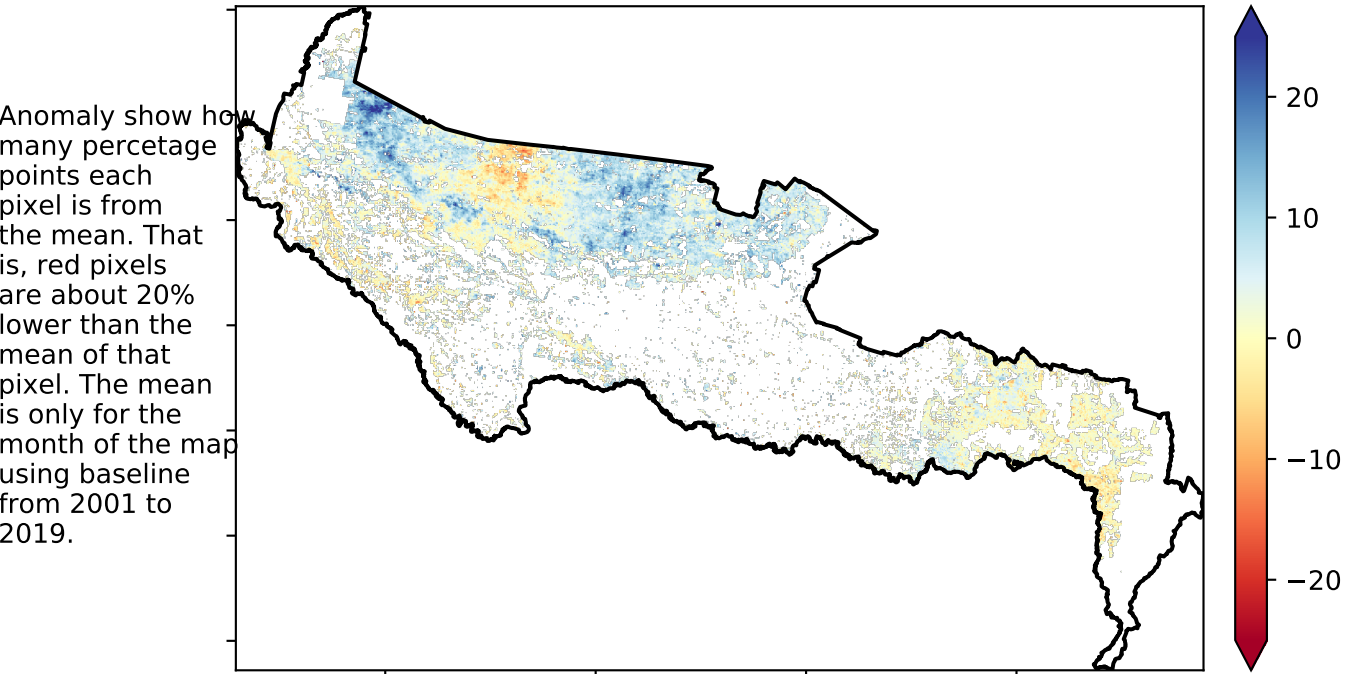 Anomaly show how
many percetage
points each
pixel is from
the mean. That
is, red pixels
are about 20%
lower than the
mean of that
pixel. The mean
is only for the
month of the map
using baseline
from 2001 to
2019.
20
10
0
−10
−20